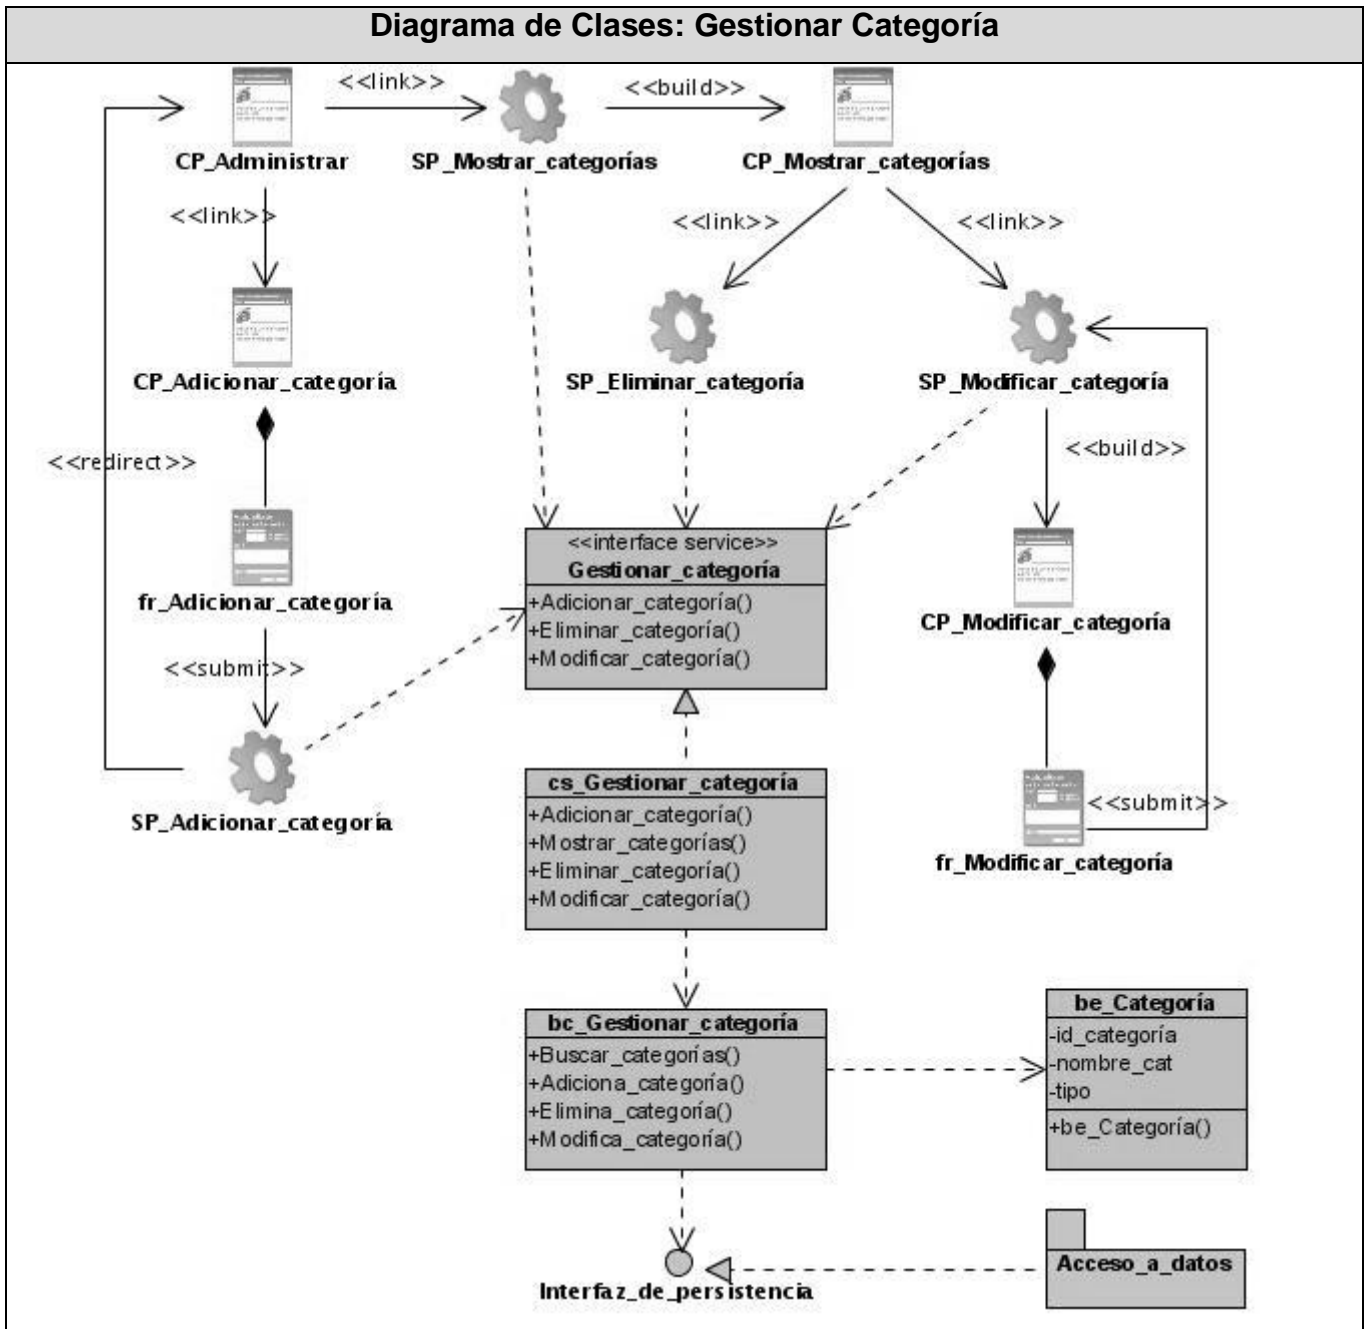 Diagrama de Clases: Gestionar Categoría
<<link>>
<<build>>
CP_Administrar
SP_Mostrar_categorías
CP_Mostrar_categorías
<<link>>
<<link>>
<<link>>
CP_Adicionar_categoría
SP_Eliminar_categoría
SP_Modificar_categoría
<<redirect>>
<<build>>
<<interface service>>
Gestionar_categoría
+Adicionar_categoría()
+Eliminar_categoría()
+Modificar_categoría()
fr_Adicionar_categoría
CP_Modificar_categoría
<<submit>>
SP_Adicionar_categoría
cs_Gestionar_categoría
+Adicionar_categoría()
+Mostrar_categorías()
+Eliminar_categoría()
+Modificar_categoría()
<<submit>>
fr_Modificar_categoría
bc_Gestionar_categoría
+Buscar_categorías()
+Adiciona_categoría()
+Elimina_categoría()
+Modifica_categoría()
be_Categoría
-id_categoría
-nombre_cat
-tipo
+be_Categoría()
Acceso_a_datos
Interfaz_de_persistencia